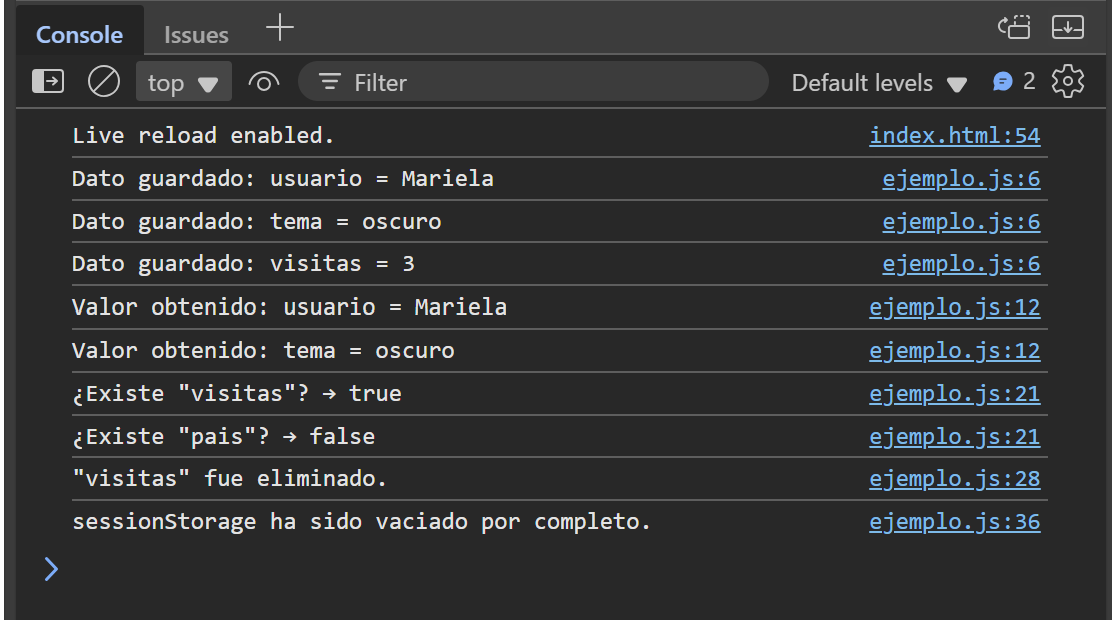 Console Issues
top Filter Default levels 2
Live reload enabled. index.html:54
Dato guardado: usuario = Mariela ejemplo.js:6
Dato guardado: tema = oscuro ejemplo.js:6
Dato guardado: visitas = 3 ejemplo.js:6
Valor obtenido: usuario = Mariela ejemplo.js:12
Valor obtenido: tema = oscuro ejemplo.js:12
¿Existe "visitas"? → true ejemplo.js:21
¿Existe "pais"? → false ejemplo.js:21
"visitas" fue eliminado. ejemplo.js:28
sessionStorage ha sido vaciado por completo. ejemplo.js:36